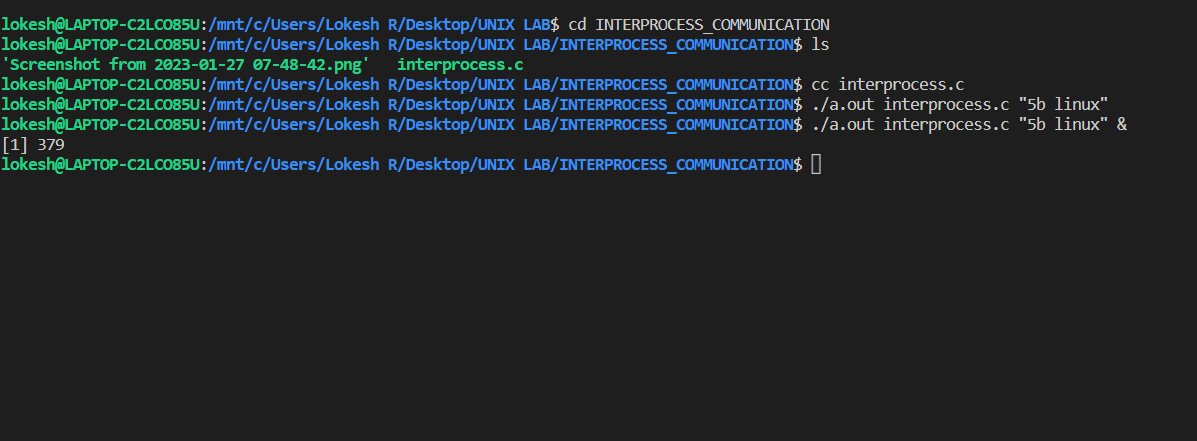 lokesh@LAPTOP-C2LCO85U:/mnt/c/Users/Lokesh R/Desktop/UNIX LAB$ cd INTERPROCESS_COMMUNICATION
lokesh@LAPTOP-C2LCO85U:/mnt/c/Users/Lokesh R/Desktop/UNIX LAB/INTERPROCESS_COMMUNICATION$ ls
'Screenshot from 2023-01-27 07-48-42.png'   interprocess.c
lokesh@LAPTOP-C2LCO85U:/mnt/c/Users/Lokesh R/Desktop/UNIX LAB/INTERPROCESS_COMMUNICATION$ cc interprocess.c
lokesh@LAPTOP-C2LCO85U:/mnt/c/Users/Lokesh R/Desktop/UNIX LAB/INTERPROCESS_COMMUNICATION$ ./a.out interprocess.c "5b linux"
lokesh@LAPTOP-C2LCO85U:/mnt/c/Users/Lokesh R/Desktop/UNIX LAB/INTERPROCESS_COMMUNICATION$ ./a.out interprocess.c "5b linux" &
[1] 379
lokesh@LAPTOP-C2LCO85U:/mnt/c/Users/Lokesh R/Desktop/UNIX LAB/INTERPROCESS_COMMUNICATION$